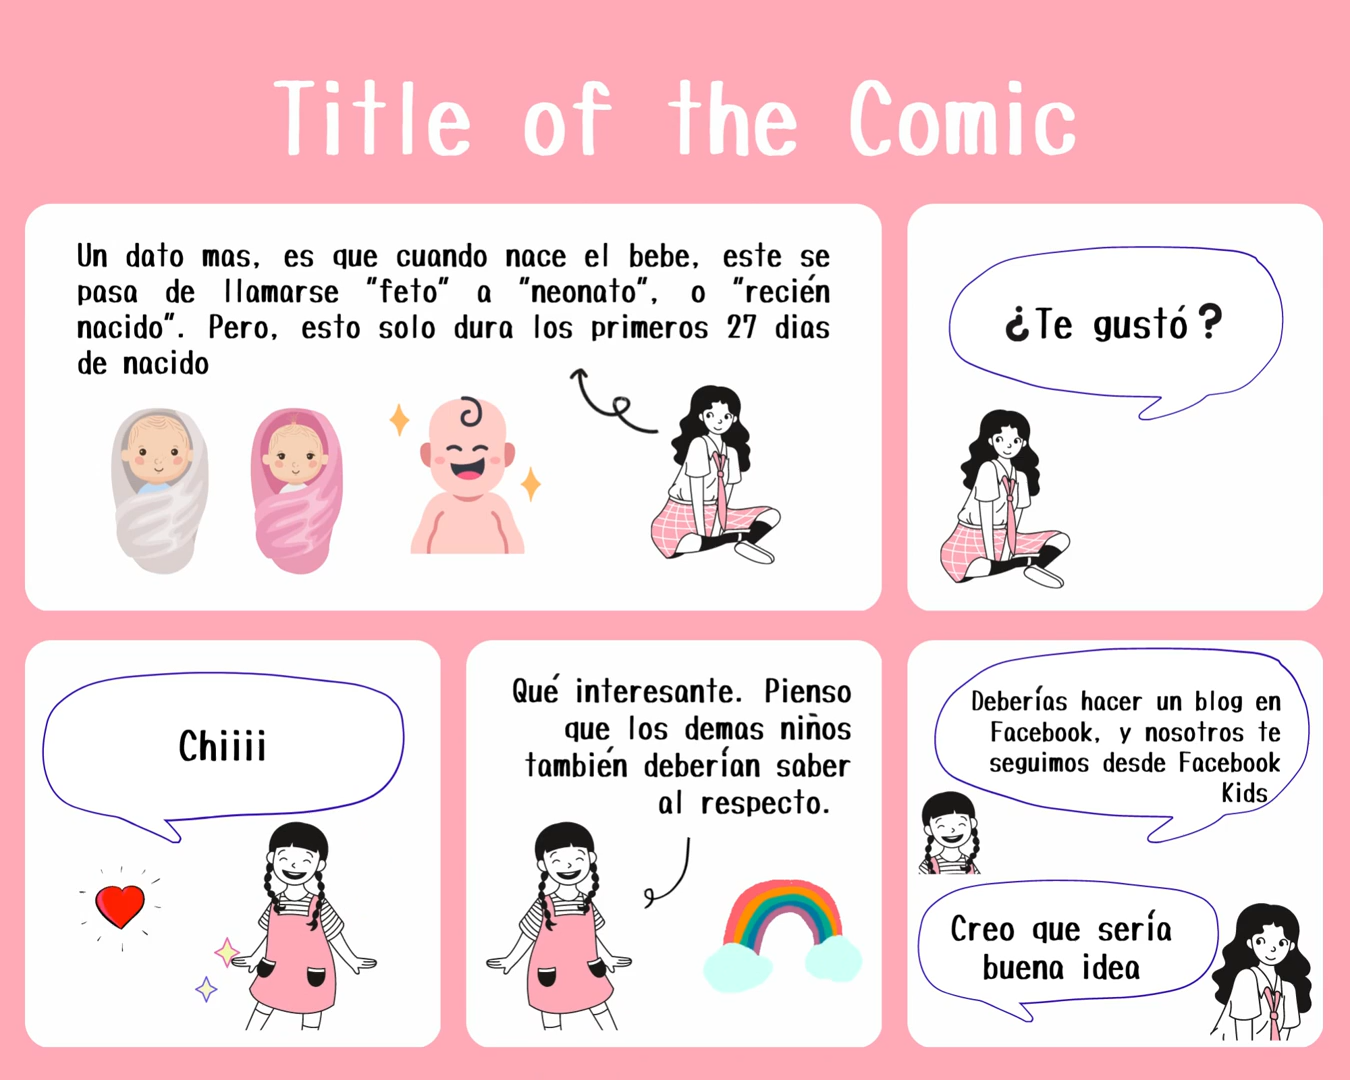 Title of the Comic
Un dato mas, es que cuando nace el bebe, este se
pasa de llamarse "feto" a "neonato", o "recién
nacido". Pero, esto solo dura los primeros 27 dias
de nacido
¿Te gustó?
Chiiii
Qué interesante. Pienso
que los demas niños
también deberían saber
al respecto.
Deberías hacer un blog en
Facebook, y nosotros te
seguimos desde Facebook
Kids
Creo que sería
buena idea